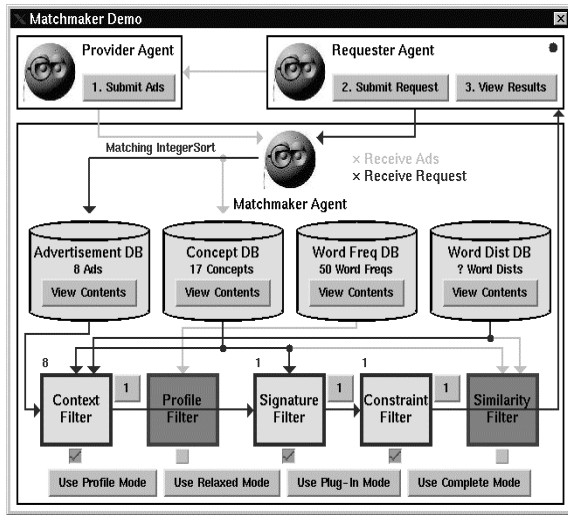 Matchmaker Demo
Provider Agent
1. Submit Ads
Requester Agent
2. Submit Request
3. View Results
Matching IntegerSort
× Receive Ads
× Receive Request
Matchmaker Agent
Advertisement DB
8 Ads
View Contents
Concept DB
17 Concepts
View Contents
Word Freq DB
50 Word Freqs
View Contents
Word Dist DB
? Word Dists
View Contents
8
1
1
Context
Filter
1
Profile
Filter
Signature
Filter
1
Constraint
Filter
1
Similarity
Filter
Use Profile Mode
Use Relaxed Mode
Use Plug-In Mode
Use Complete Mode